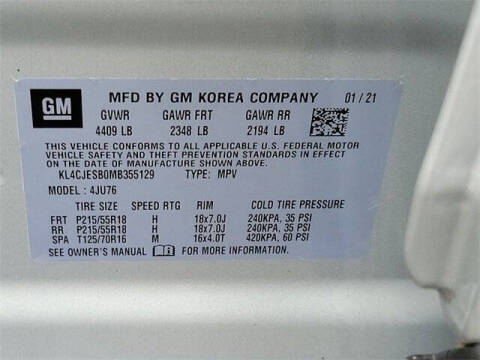 GM
MFD BY GM KOREA COMPANY 01/21
GVWR GAWR FRT GAWR RR
4409 LB 2348 LB 2194 LB
THIS VEHICLE CONFORMS TO ALL APPLICABLE U.S. FEDERAL MOTOR
VEHICLE SAFETY, BUMPER, AND THEFT PREVENTION STANDARDS IN
EFFECT ON THE DATE OF MANUFACTURE SHOWN ABOVE.
KL4CJESB0MB355129 TYPE: MPV
MODEL : 4JU76
TIRE SIZE SPEED RTG RIM COLD TIRE PRESSURE
FRT P215/55R18 H 18x7.0J 240KPA, 35 PSI
RR P215/55R18 H 18x7.0J 240KPA, 35 PSI
SPA T125/70R16 M 16x4.0T 420KPA, 60 PSI
SEE OWNER'S MANUAL FOR MORE INFORMATION.